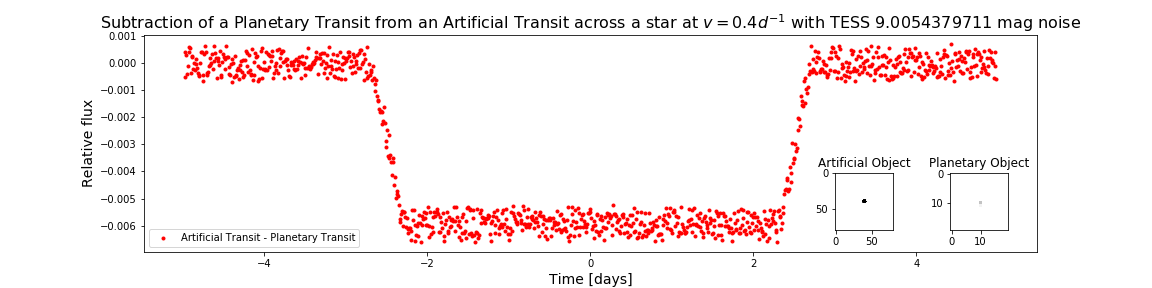 Subtraction of a Planetary Transit from an Artificial Transit across a star at v = 0.4d⁻¹ with TESS 9.0054379711 mag noise
0.001
0.000
−0.001
−0.002
−0.003
−0.004
−0.005
−0.006
Relative flux
Artificial Transit - Planetary Transit
Artificial Object
0
50
0 50
Planetary Object
0
10
0 10
−4 −2 0 2 4
Time [days]